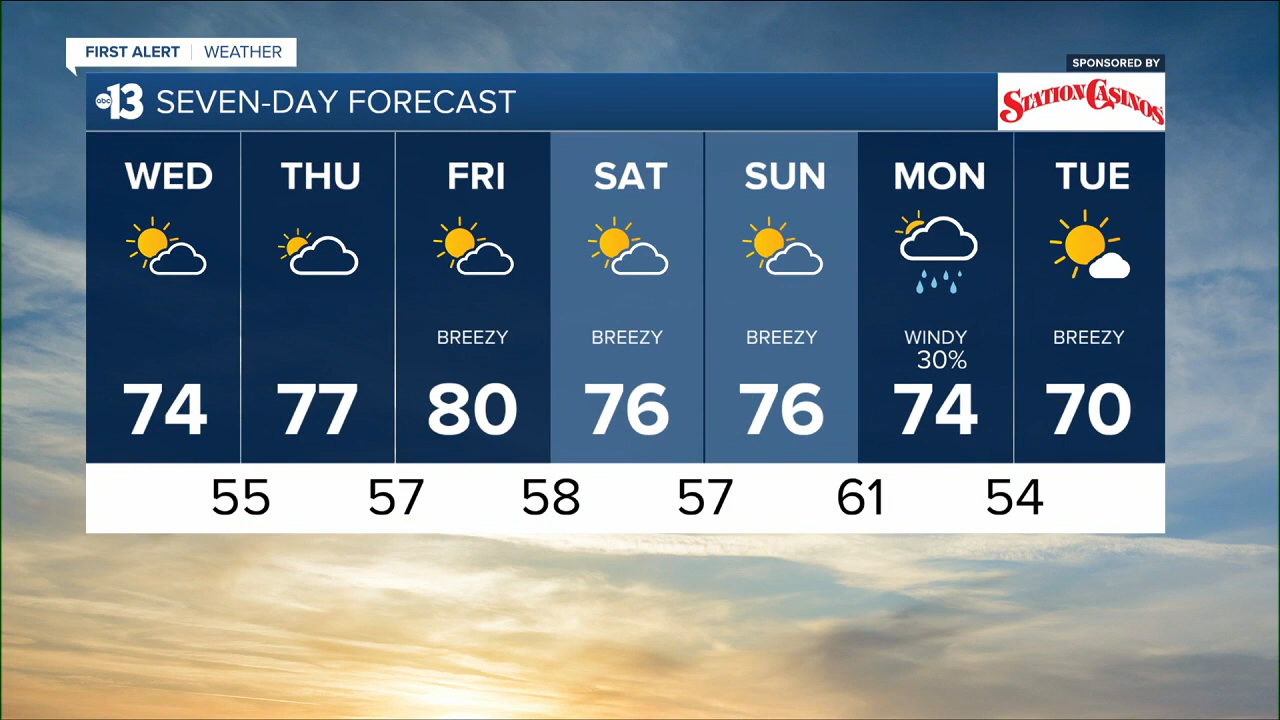 FIRST ALERT WEATHER
SPONSORED BY
abc 13 SEVEN-DAY FORECAST
STATION CASINOS
WED THU FRI SAT SUN MON TUE
BREEZY BREEZY BREEZY WINDY BREEZY
30%
74 77 80 76 76 74 70
55 57 58 57 61 54